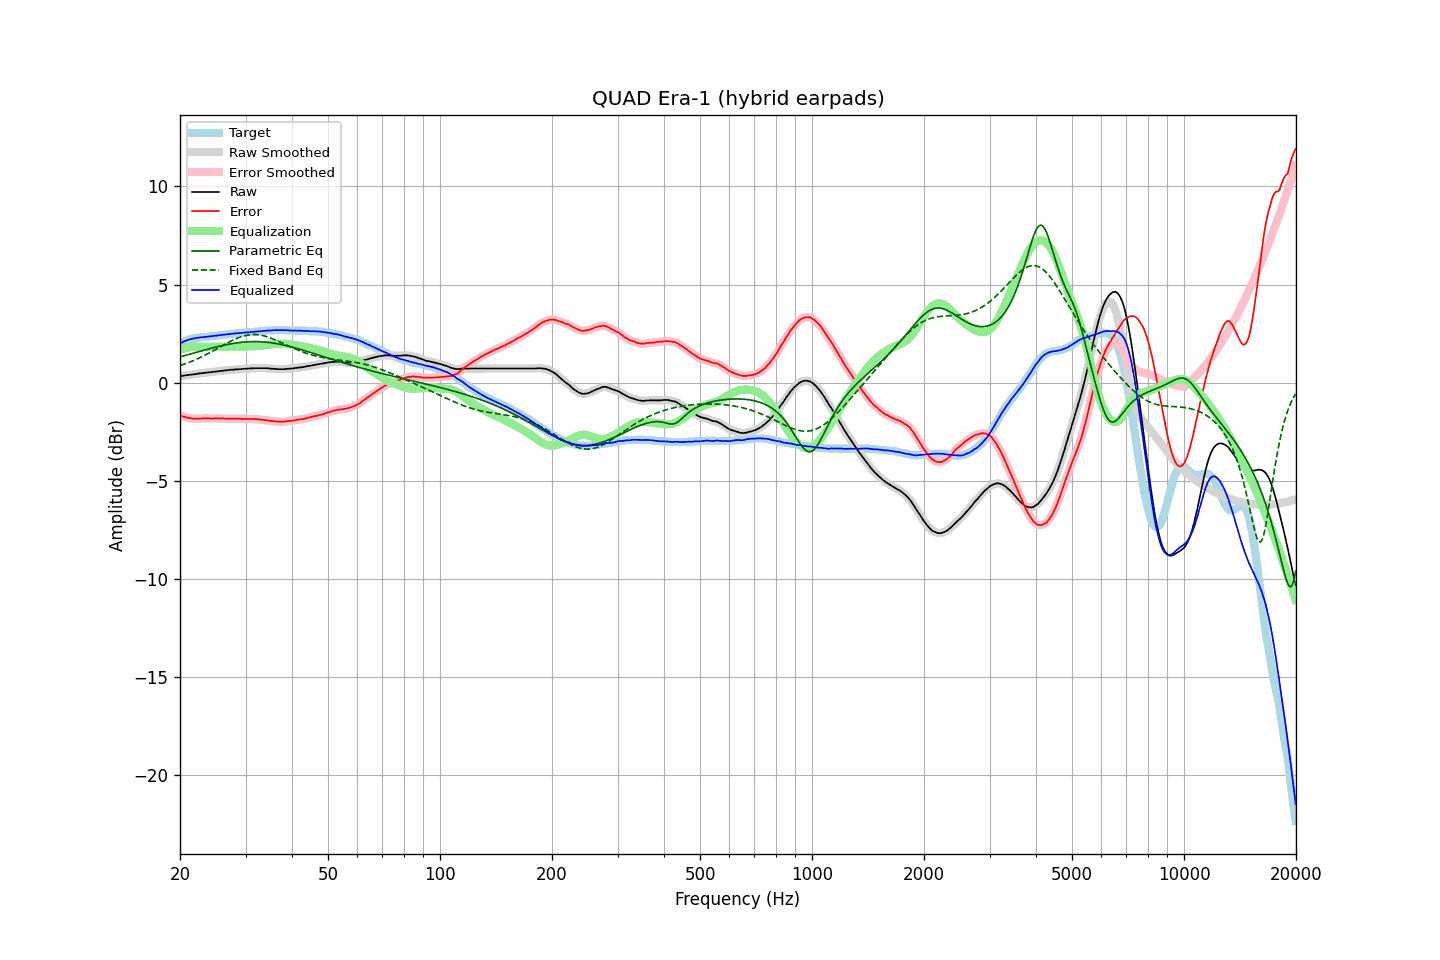 QUAD Era-1 (hybrid earpads)
Target
Raw Smoothed
Error Smoothed
Raw
Error
Equalization
Parametric Eq
Fixed Band Eq
Equalized
10
5
0
−5
−10
−15
−20
Amplitude (dBr)
20 50 100 200 500 1000 2000 5000 10000 20000
Frequency (Hz)